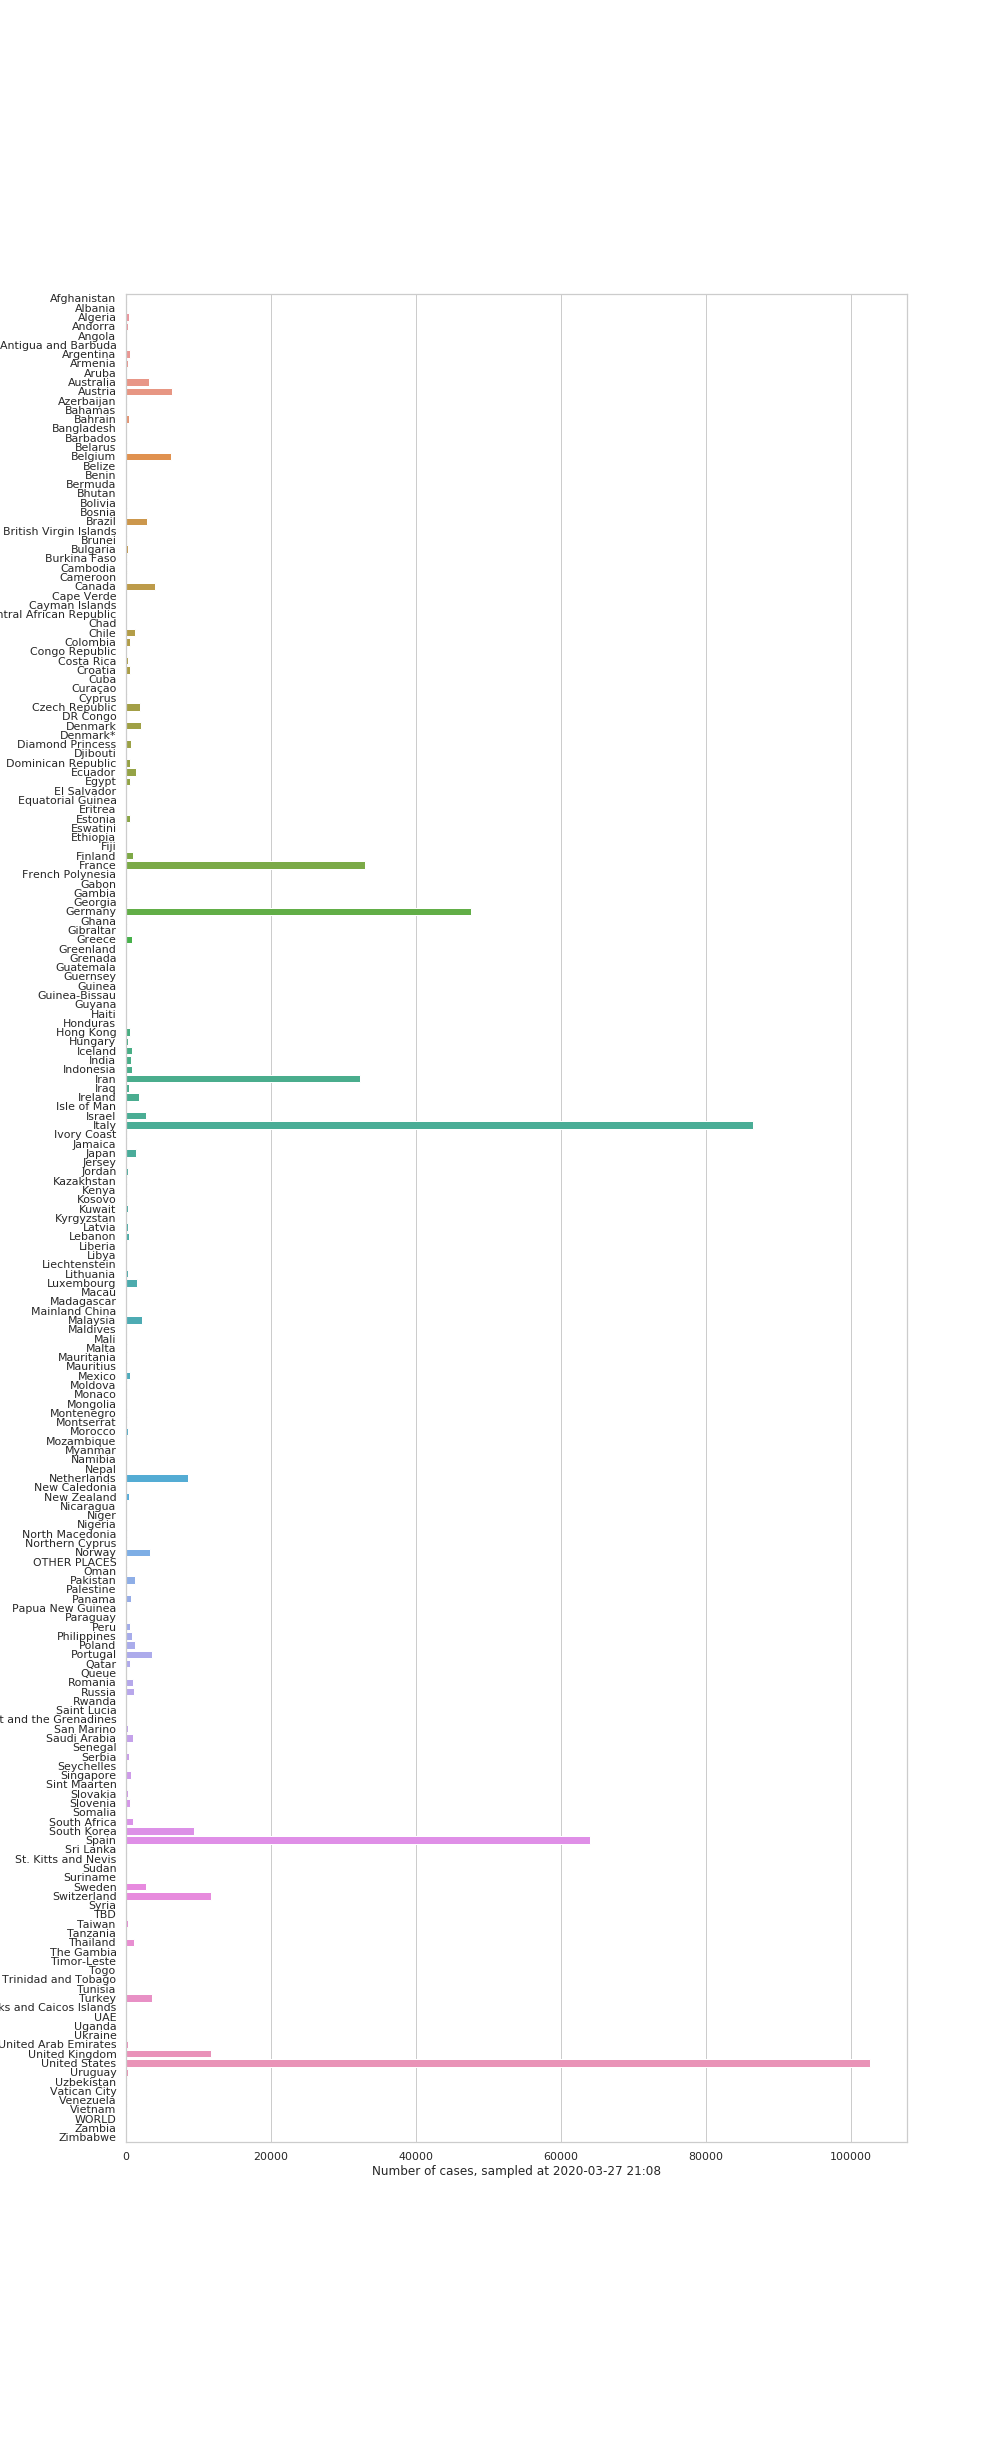 Afghanistan
Albania
Algeria
Andorra
Angola
Antigua and Barbuda
Argentina
Armenia
Aruba
Australia
Austria
Azerbaijan
Bahamas
Bahrain
Bangladesh
Barbados
Belarus
Belgium
Belize
Benin
Bermuda
Bhutan
Bolivia
Bosnia
Brazil
British Virgin Islands
Brunei
Bulgaria
Burkina Faso
Cambodia
Cameroon
Canada
Cape Verde
Cayman Islands
ntral African Republic
Chad
Chile
Colombia
Congo Republic
Costa Rica
Croatia
Cuba
Curaçao
Cyprus
Czech Republic
DR Congo
Denmark
Denmark*
Diamond Princess
Djibouti
Dominican Republic
Ecuador
Egypt
El Salvador
Equatorial Guinea
Eritrea
Estonia
Eswatini
Ethiopia
Fiji
Finland
France
French Polynesia
Gabon
Gambia
Georgia
Germany
Ghana
Gibraltar
Greece
Greenland
Grenada
Guatemala
Guernsey
Guinea
Guinea-Bissau
Guyana
Haiti
Honduras
Hong Kong
Hungary
Iceland
India
Indonesia
Iran
Iraq
Ireland
Isle of Man
Israel
Italy
Ivory Coast
Jamaica
Japan
Jersey
Jordan
Kazakhstan
Kenya
Kosovo
Kuwait
Kyrgyzstan
Latvia
Lebanon
Liberia
Libya
Liechtenstein
Lithuania
Luxembourg
Macau
Madagascar
Mainland China
Malaysia
Maldives
Mali
Malta
Mauritania
Mauritius
Mexico
Moldova
Monaco
Mongolia
Montenegro
Montserrat
Morocco
Mozambique
Myanmar
Namibia
Nepal
Netherlands
New Caledonia
New Zealand
Nicaragua
Niger
Nigeria
North Macedonia
Northern Cyprus
Norway
OTHER PLACES
Oman
Pakistan
Palestine
Panama
Papua New Guinea
Paraguay
Peru
Philippines
Poland
Portugal
Qatar
Queue
Romania
Russia
Rwanda
Saint Lucia
t and the Grenadines
San Marino
Saudi Arabia
Senegal
Serbia
Seychelles
Singapore
Sint Maarten
Slovakia
Slovenia
Somalia
South Africa
South Korea
Spain
Sri Lanka
St. Kitts and Nevis
Sudan
Suriname
Sweden
Switzerland
Syria
TBD
Taiwan
Tanzania
Thailand
The Gambia
Timor-Leste
Togo
Trinidad and Tobago
Tunisia
Turkey
ks and Caicos Islands
UAE
Uganda
Ukraine
United Arab Emirates
United Kingdom
United States
Uruguay
Uzbekistan
Vatican City
Venezuela
Vietnam
WORLD
Zambia
Zimbabwe
0 20000 40000 60000 80000 100000
Number of cases, sampled at 2020-03-27 21:08